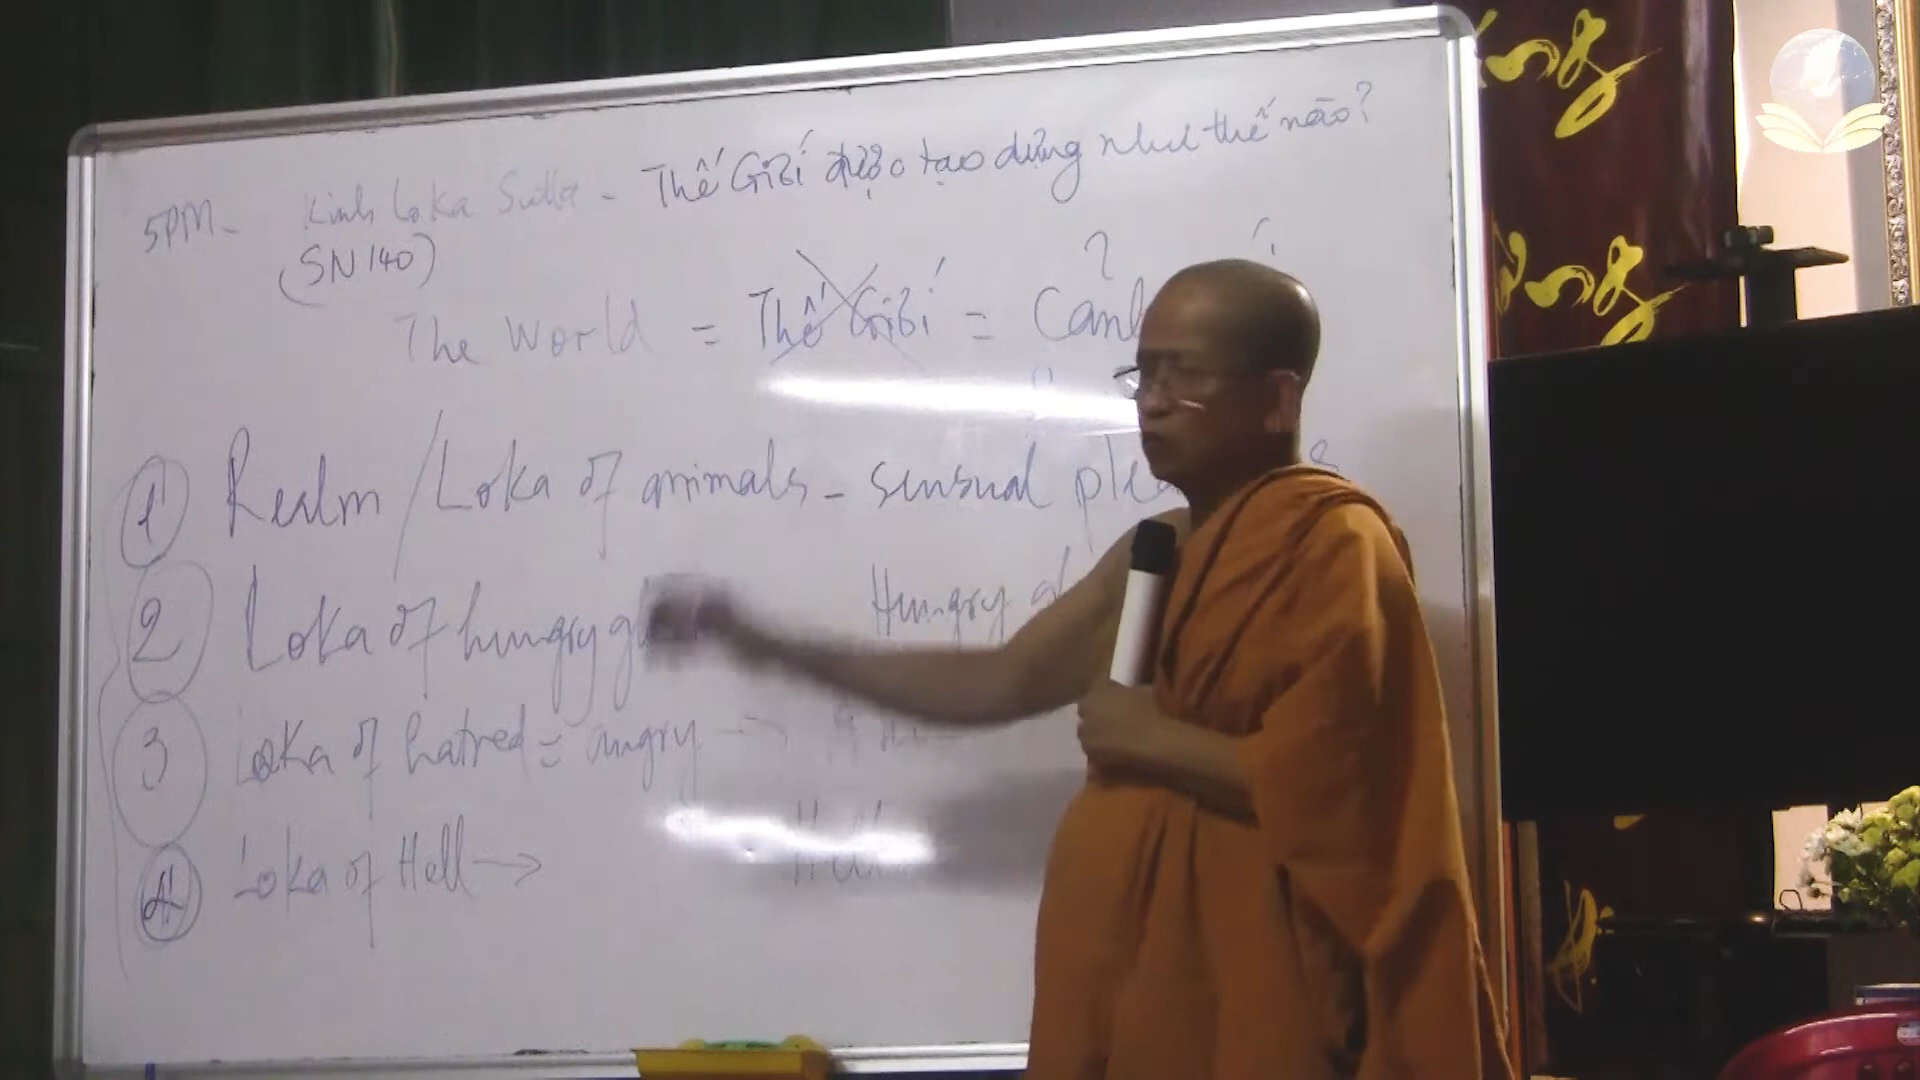 5PM - Kinh Loka Sutta - Thế Giới được tạo dựng như thế nào?
(SN 140)
The World = Thế Giới =
① Realm / Loka of animals - sensual
2 Loka of hungry Hungry
3 Loka of hatred = angry →
4 Loka of Hell → Hell